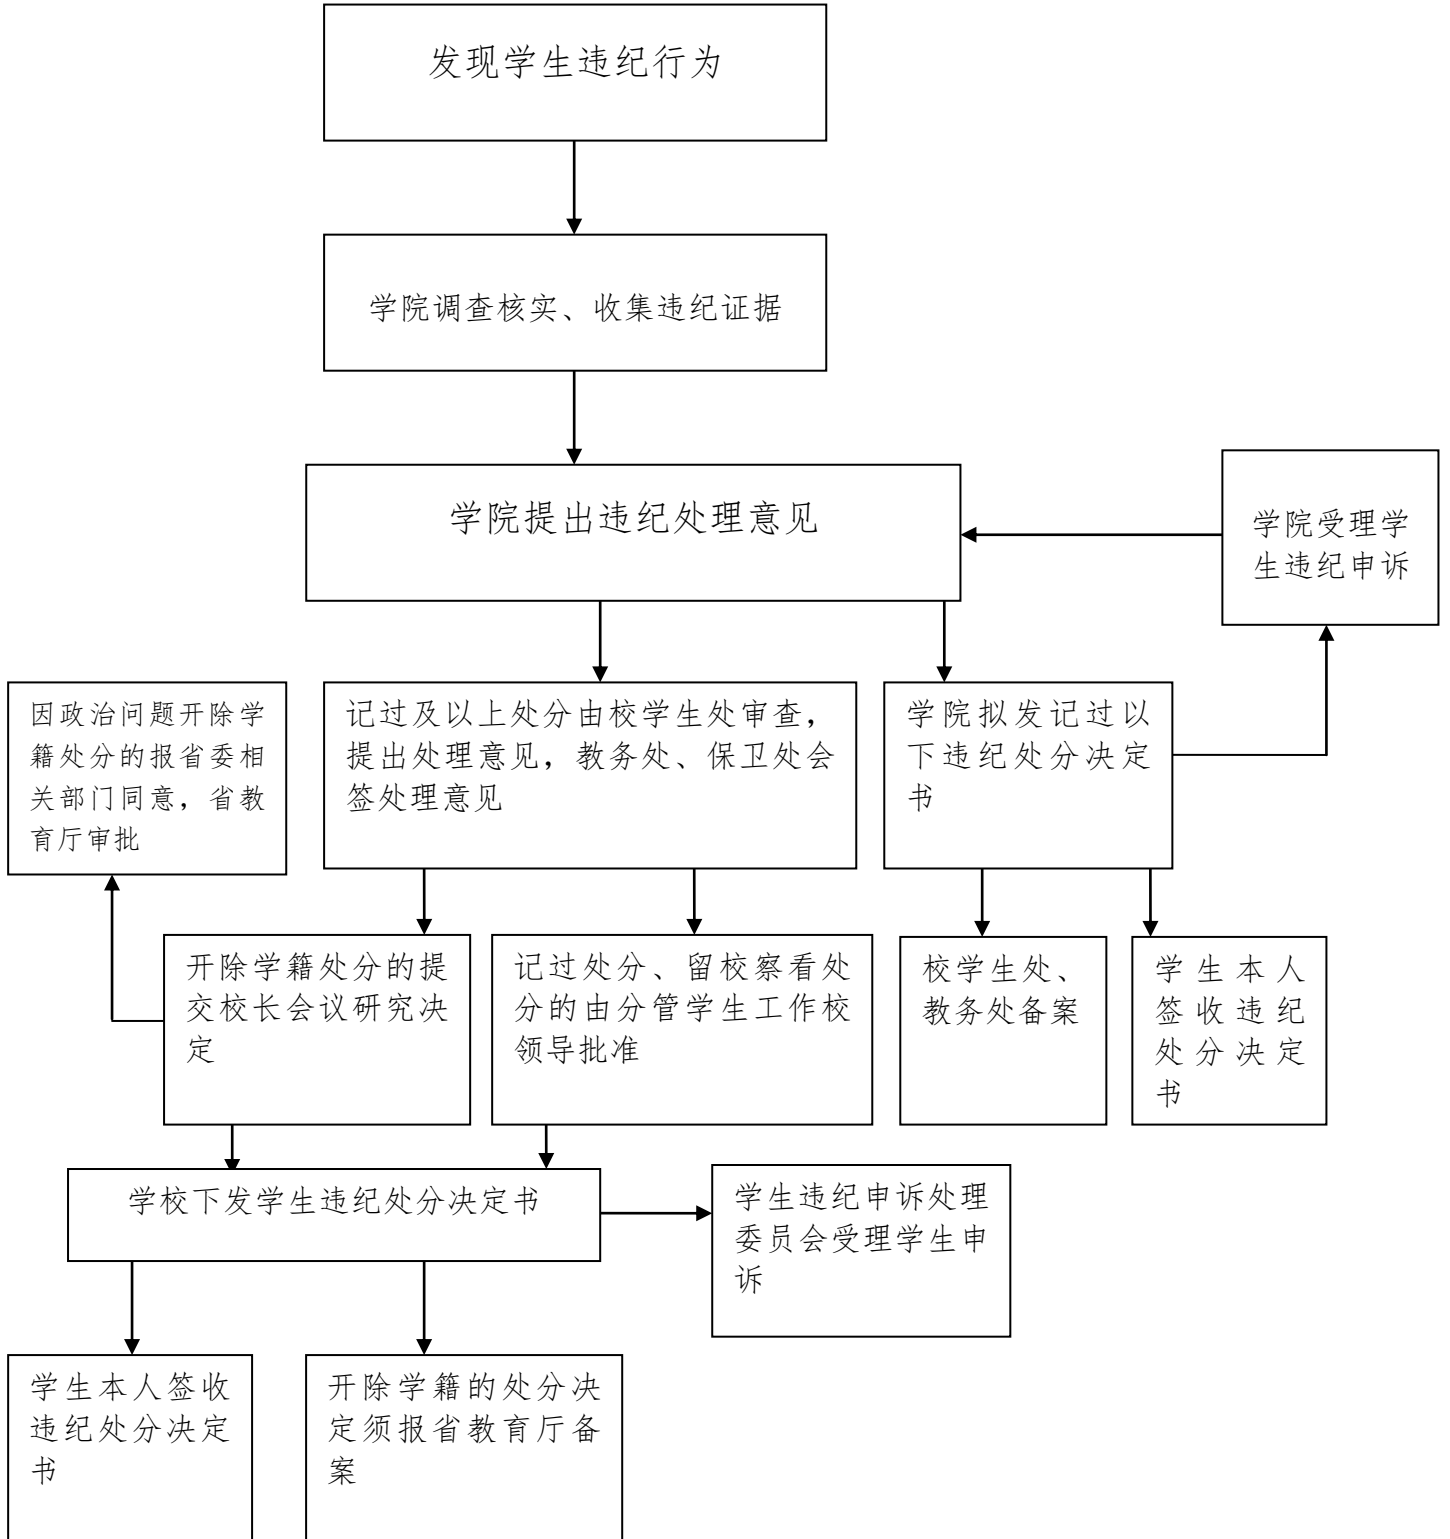 发现学生违纪行为
学院调查核实、收集违纪证据
学院提出违纪处理意见
学院受理学
生违纪申诉
因政治问题开除学
籍处分的报省委相
关部门同意，省教
育厅审批
记过及以上处分由校学生处审查，
提出处理意见，教务处、保卫处会
签处理意见
学院拟发记过以
下违纪处分决定
书
开除学籍处分的提
交校长会议研究决
定
记过处分、留校察看处
分的由分管学生工作校
领导批准
校学生处、
教务处备案
学生本人
签收违纪
处分决定
书
学校下发学生违纪处分决定书
学生违纪申诉处理
委员会受理学生申
诉
学生本人签收
违纪处分决定
书
开除学籍的处分决
定须报省教育厅备
案